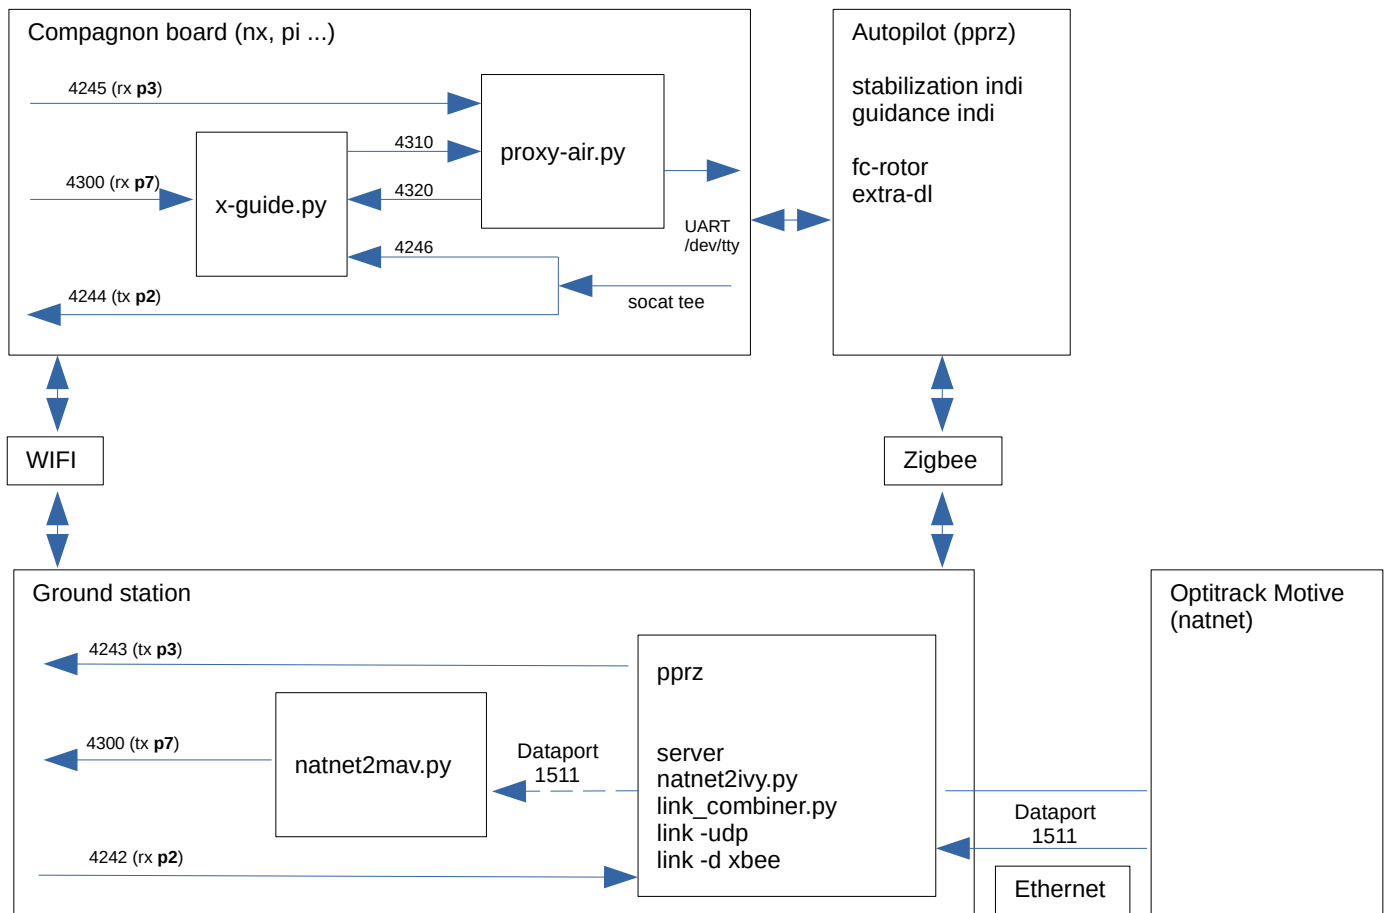 Compagnon board (nx, pi ...)
4245 (rx p3)
4310
proxy-air.py
4300 (rx p7)
x-guide.py
4320
4246
UART
/dev/tty
4244 (tx p2)
socat tee
Autopilot (pprz)
stabilization indi
guidance indi
fc-rotor
extra-dl
WIFI
Zigbee
Ground station
4243 (tx p3)
pprz
4300 (tx p7)
natnet2mav.py
Dataport
1511
server
natnet2ivy.py
link_combiner.py
link -udp
link -d xbee
4242 (rx p2)
Dataport
1511
Ethernet
Optitrack Motive
(natnet)